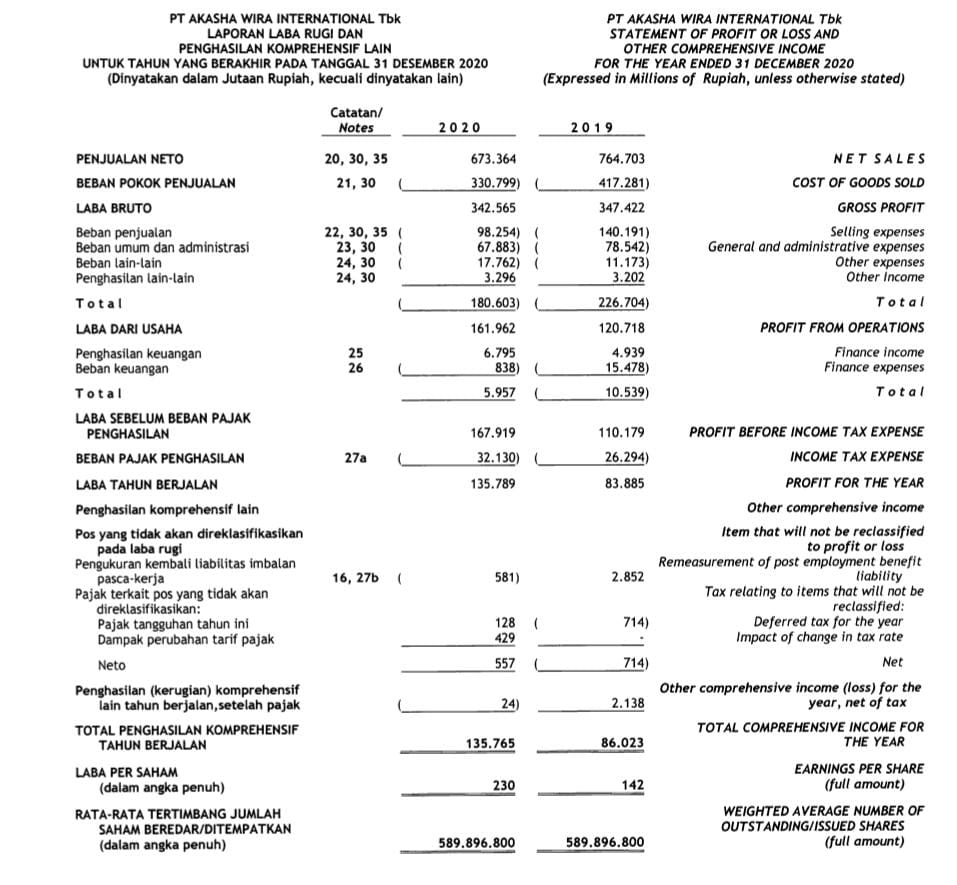 PT AKASHA WIRA INTERNATIONAL Tbk
LAPORAN LABA RUGI DAN
PENGHASILAN KOMPREHENSIF LAIN
UNTUK TAHUN YANG BERAKHIR PADA TANGGAL 31 DESEMBER 2020
(Dinyatakan dalam Jutaan Rupiah, kecuali dinyatakan lain)
PT AKASHA WIRA INTERNATIONAL Tbk
STATEMENT OF PROFIT OR LOSS AND
OTHER COMPREHENSIVE INCOME
FOR THE YEAR ENDED 31 DECEMBER 2020
(Expressed in Millions of Rupiah, unless otherwise stated)
Catatan/
Notes 2020 2019
PENJUALAN NETO 20, 30, 35 673.364 764.703 NET SALES
BEBAN POKOK PENJUALAN 21, 30 ( 330.799) ( 417.281) COST OF GOODS SOLD
LABA BRUTO 342.565 347.422 GROSS PROFIT
Beban penjualan 22, 30, 35 ( 98.254) ( 140.191) Selling expenses
Beban umum dan administrasi 23, 30 ( 67.883) ( 78.542) General and administrative expenses
Beban lain-lain 24, 30 ( 17.762) ( 11.173) Other expenses
Penghasilan lain-lain 24, 30 3.296 3.202 Other Income
Total ( 180.603) ( 226.704) Total
LABA DARI USAHA 161.962 120.718 PROFIT FROM OPERATIONS
Penghasilan keuangan 25 6.795 4.939 Finance income
Beban keuangan 26 ( 838) ( 15.478) Finance expenses
Total 5.957 ( 10.539) Total
LABA SEBELUM BEBAN PAJAK
PENGHASILAN 167.919 110.179 PROFIT BEFORE INCOME TAX EXPENSE
BEBAN PAJAK PENGHASILAN 27a ( 32.130) ( 26.294) INCOME TAX EXPENSE
LABA TAHUN BERJALAN 135.789 83.885 PROFIT FOR THE YEAR
Penghasilan komprehensif lain Other comprehensive income
Pos yang tidak akan direklasifikasikan Item that will not be reclassified
pada laba rugi to profit or loss
Pengukuran kembali liabilitas imbalan Remeasurement of post employment benefit
pasca-kerja 16, 27b ( 581) 2.852 liability
Pajak terkait pos yang tidak akan Tax relating to items that will not be
direklasifikasikan: reclassified:
Pajak tangguhan tahun ini 128 ( 714) Deferred tax for the year
Dampak perubahan tarif pajak 429 - Impact of change in tax rate
Neto 557 ( 714) Net
Penghasilan (kerugian) komprehensif Other comprehensive income (loss) for the
lain tahun berjalan,setelah pajak ( 24) 2.138 year, net of tax
TOTAL PENGHASILAN KOMPREHENSIF TOTAL COMPREHENSIVE INCOME FOR
TAHUN BERJALAN 135.765 86.023 THE YEAR
LABA PER SAHAM EARNINGS PER SHARE
(dalam angka penuh) 230 142 (full amount)
RATA-RATA TERTIMBANG JUMLAH WEIGHTED AVERAGE NUMBER OF
SAHAM BEREDAR/DITEMPATKAN OUTSTANDING/ISSUED SHARES
(dalam angka penuh) 589.896.800 589.896.800 (full amount)